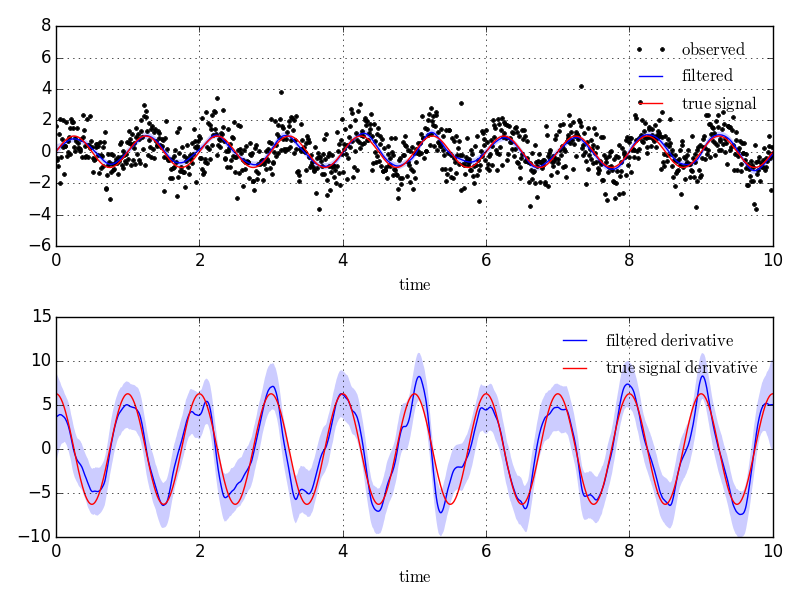 8
6
4
2
0
−2
−4
−6
observed
filtered
true signal
0 2 4 6 8 10
time
15
10
5
0
−5
−10
filtered derivative
true signal derivative
0 2 4 6 8 10
time